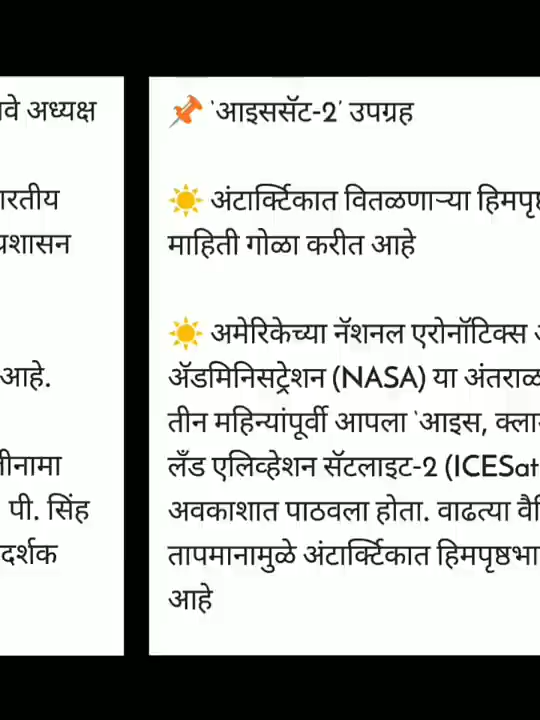 वे अध्यक्ष
रतीय
शासन
आहे.
नामा
पी. सिंह
दर्शक
📌 'आइससॅट-2' उपग्रह
☀️ अंटार्क्टिकात वितळणाऱ्या हिमपृष्ठ
माहिती गोळा करीत आहे
☀️ अमेरिकेच्या नॅशनल एरोनॉटिक्स
ॲडमिनिसट्रेशन (NASA) या अंतराळ
तीन महिन्यांपूर्वी आपला 'आइस, क्ला
लँड एलिव्हेशन सॅटलाइट-2 (ICESat
अवकाशात पाठवला होता. वाढत्या वै
तापमानामुळे अंटार्क्टिकात हिमपृष्ठभा
आहे